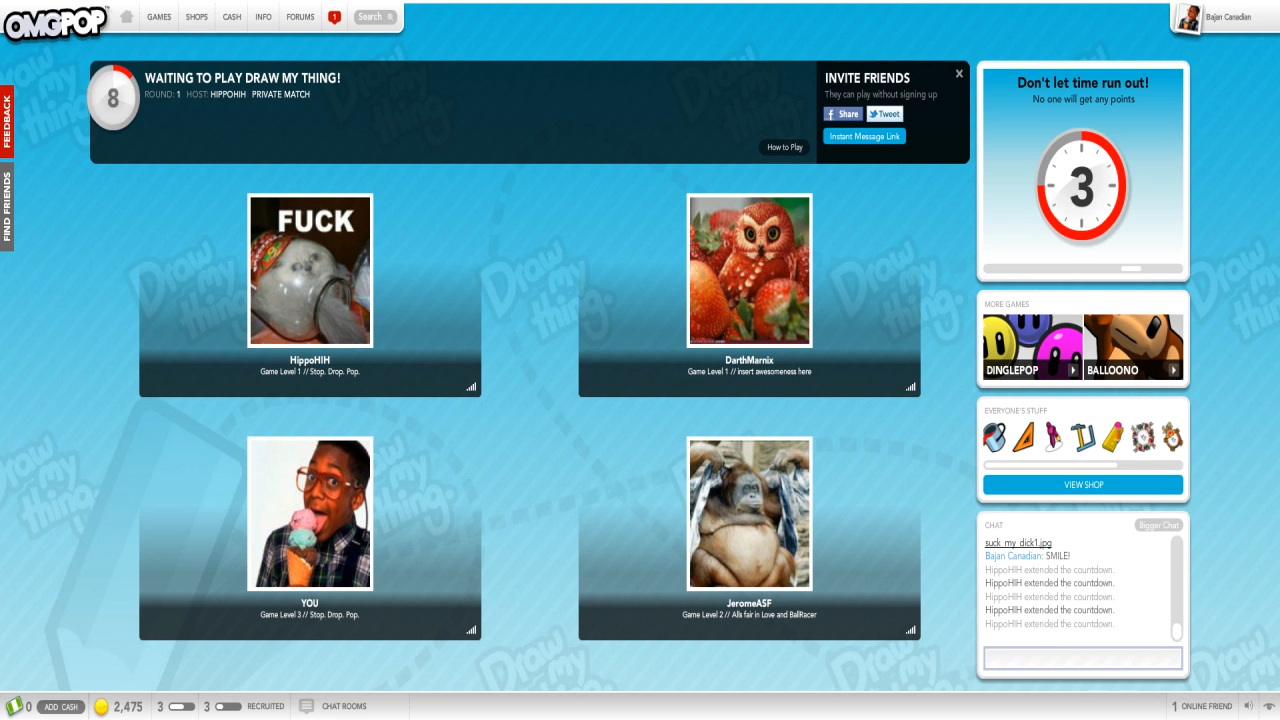 OMGPOP
GAMES SHOPS CASH INFO FORUMS 1 Search
Bajan Canadian
FEEDBACK
FIND FRIENDS
8
WAITING TO PLAY DRAW MY THING!
ROUND: 1 HOST: HIPPOHIH PRIVATE MATCH
How to Play
INVITE FRIENDS
X
They can play without signing up
f Share Tweet
Instant Message Link
Don't let time run out!
No one will get any points
3
FUCK
HippoHIH
Game Level 1 // Stop. Drop. Pop.
DarthMarnix
Game Level 1 // insert awesomeness here
YOU
Game Level 3 // Stop. Drop. Pop.
JeromeASF
Game Level 2 // Alls fair in Love and BallRacer
Draw my thing.
MORE GAMES
DINGLEPOP BALLOONO
EVERYONE'S STUFF
VIEW SHOP
CHAT Bigger Chat
suck_my_dick1.jpg
Bajan Canadian: SMILE!
HippoHIH extended the countdown.
HippoHIH extended the countdown.
HippoHIH extended the countdown.
HippoHIH extended the countdown.
HippoHIH extended the countdown.
0 ADD CASH 2,475 3 3 RECRUITED CHAT ROOMS
1 ONLINE FRIEND